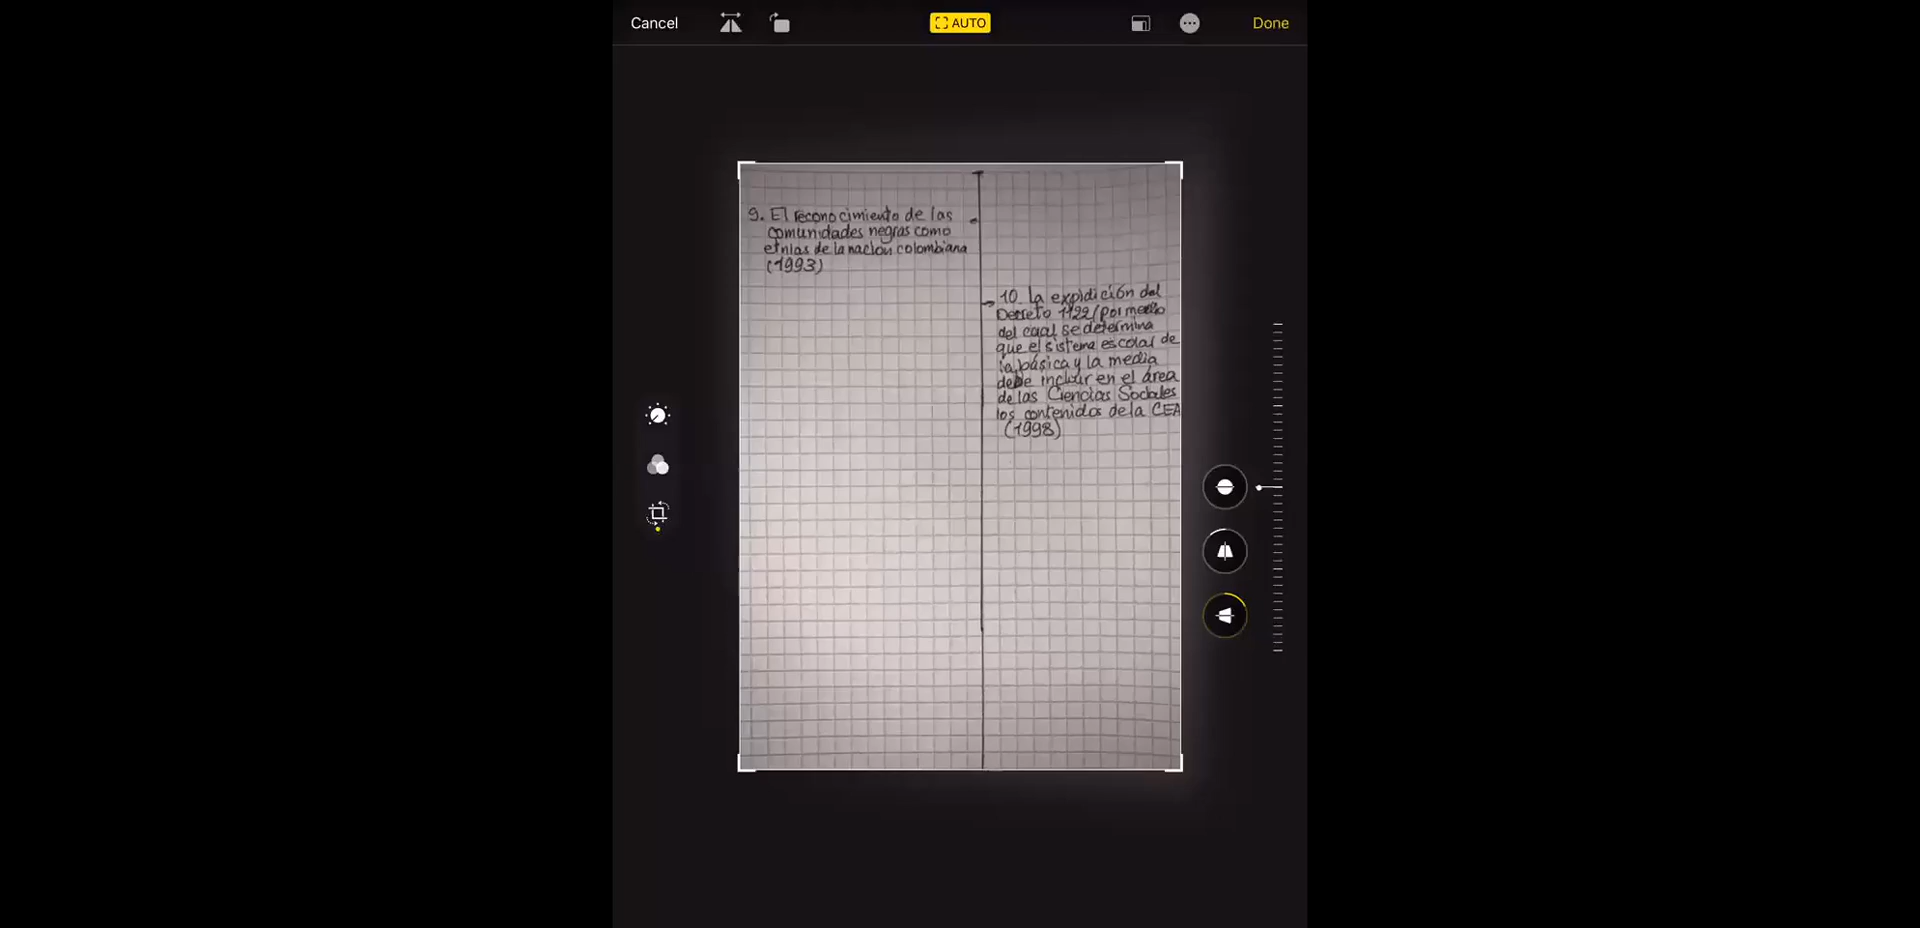 Cancel
AUTO
Done
9. El reconocimiento de las
comunidades negras como
etnias de la nación colombiana
(1993)
10. la expidición del
Decreto 1122 (por medio
del cual se determina
que el sistema escolar de
la básica y la media
debe incluir en el área
de las Ciencias Sociales
los contenidos de la CEA
(1998)